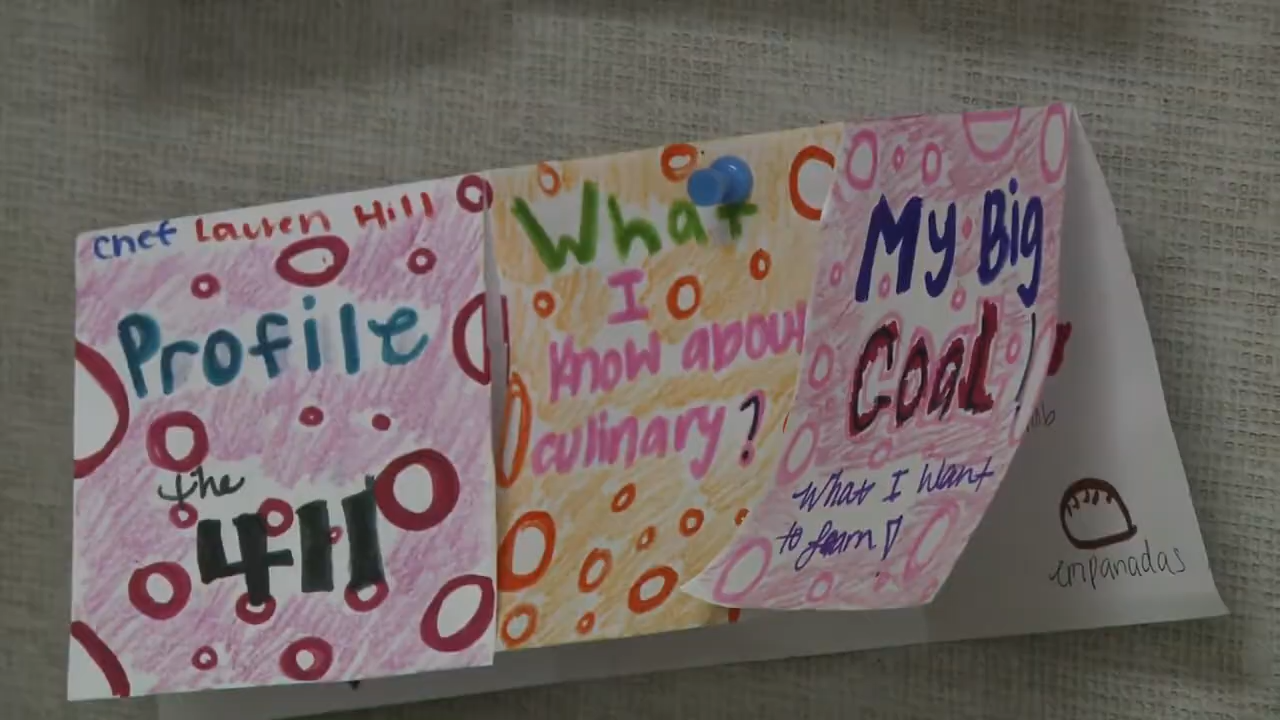 Chef Lauren Hill
Profile
the
411
What
I
Know about
culinary?
My Big
Goal!
What I Want
to learn!
empanadas